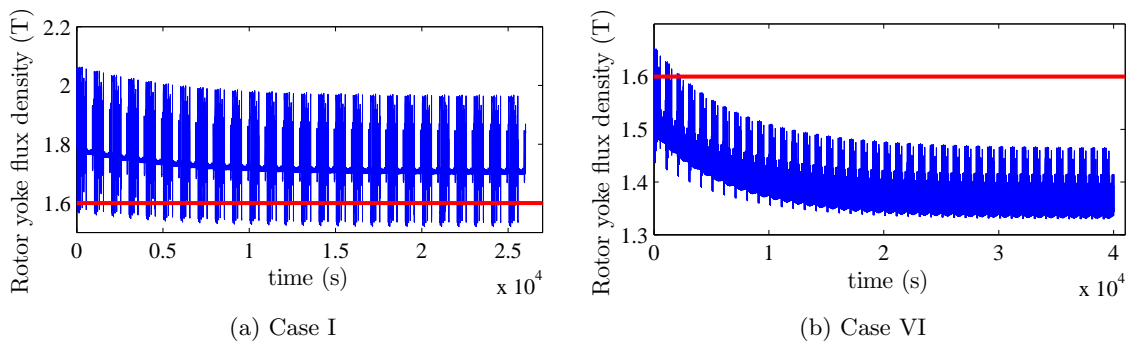 Rotor yoke flux density (T)
2.2
2
1.8
1.6
0 0.5 1 1.5 2 2.5
time (s)
x 10^4
(a) Case I
Rotor yoke flux density (T)
1.6
1.5
1.4
1.3
0 1 2 3 4
time (s)
x 10^4
(b) Case VI